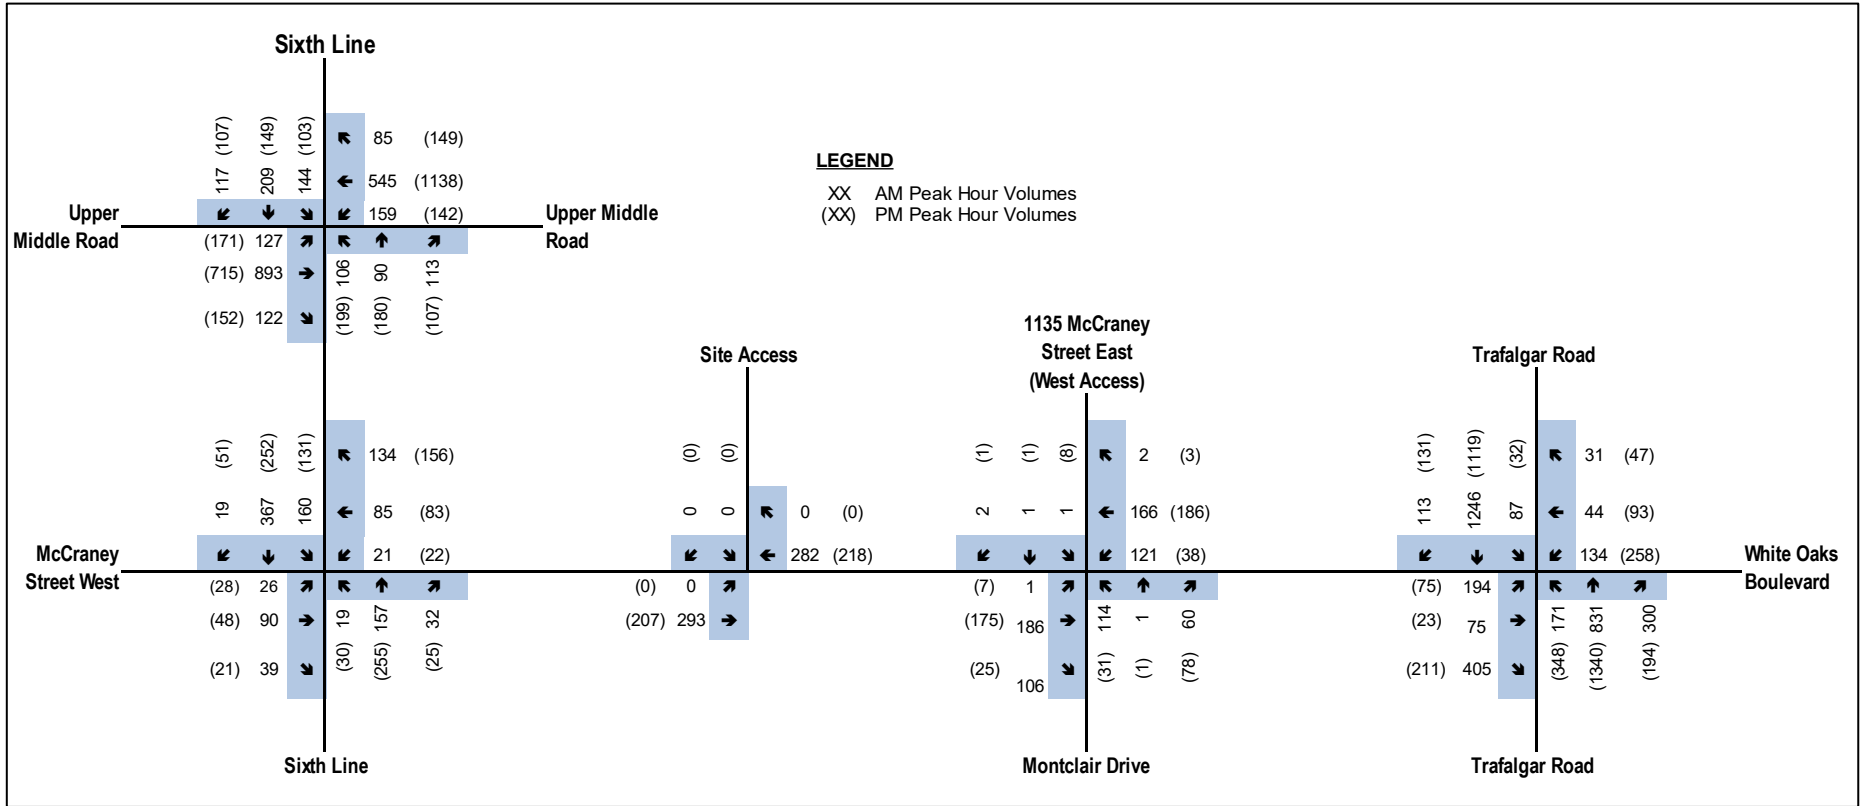 Sixth Line
(107) (149) (103) 85 (149)
117 209 144 545 (1138)
159 (142)
Upper
Middle Road
Upper Middle
Road
(171) 127
(715) 893
(152) 122
106 90 113
(199) (180) (107)
LEGEND
XX AM Peak Hour Volumes
(XX) PM Peak Hour Volumes
(51) (252) (131) 134 (156)
19 367 160 85 (83)
21 (22)
McCraney
Street West
(28) 26
(48) 90
(21) 39
19 157 32
(30) (255) (25)
Sixth Line
Site Access
(0) (0)
0 0 0 (0)
282 (218)
(0) 0
(207) 293
1135 McCraney
Street East
(West Access)
(1) (1) (8) 2 (3)
2 1 1 166 (186)
121 (38)
(7) 1
(175) 186
(25) 106
114 1 60
(31) (1) (78)
Montclair Drive
Trafalgar Road
(131) (1119) (32) 31 (47)
113 1246 87 44 (93)
134 (258)
White Oaks
Boulevard
(75) 194
(23) 75
(211) 405
171 831 300
(348) (1340) (194)
Trafalgar Road